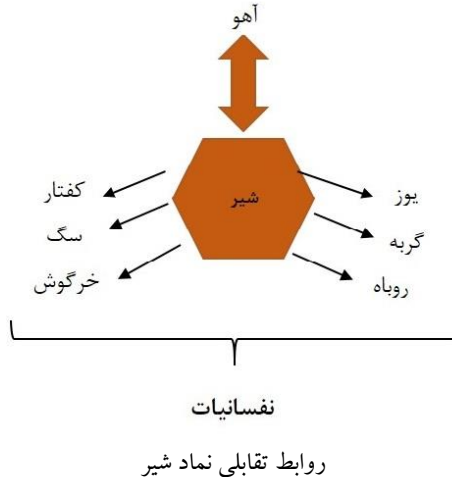 آهو
شیر
یوز
کفتار
گربه
سگ
روباه
خرگوش
نفسانیات
روابط تقابلی نماد شیر